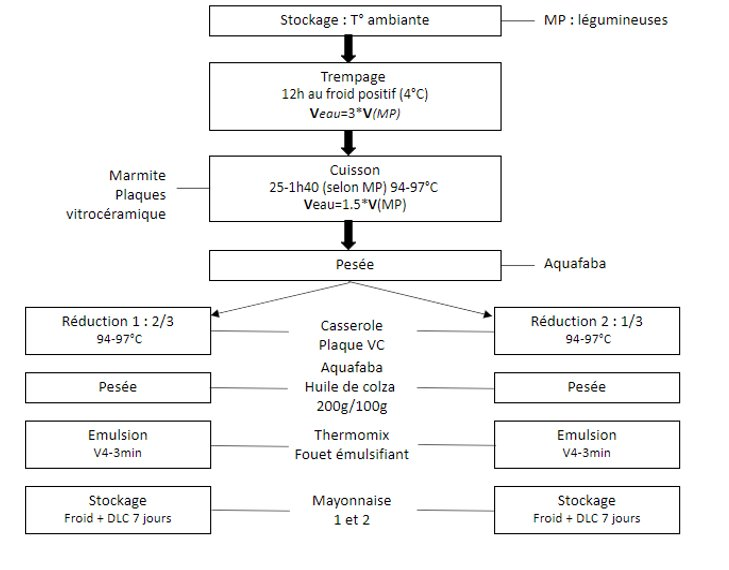 Stockage : T° ambiante
MP : légumineuses
Trempage
12h au froid positif (4°C)
Veau=3*V(MP)
Marmite
Plaques
vitrocéramique
Cuisson
25-1h40 (selon MP) 94-97°C
Veau=1.5*V(MP)
Pesée
Aquafaba
Réduction 1 : 2/3
94-97°C
Casserole
Plaque VC
Réduction 2 : 1/3
94-97°C
Pesée
Aquafaba
Huile de colza
200g/100g
Pesée
Emulsion
V4-3min
Thermomix
Fouet émulsifiant
Emulsion
V4-3min
Stockage
Froid + DLC 7 jours
Mayonnaise
1 et 2
Stockage
Froid + DLC 7 jours